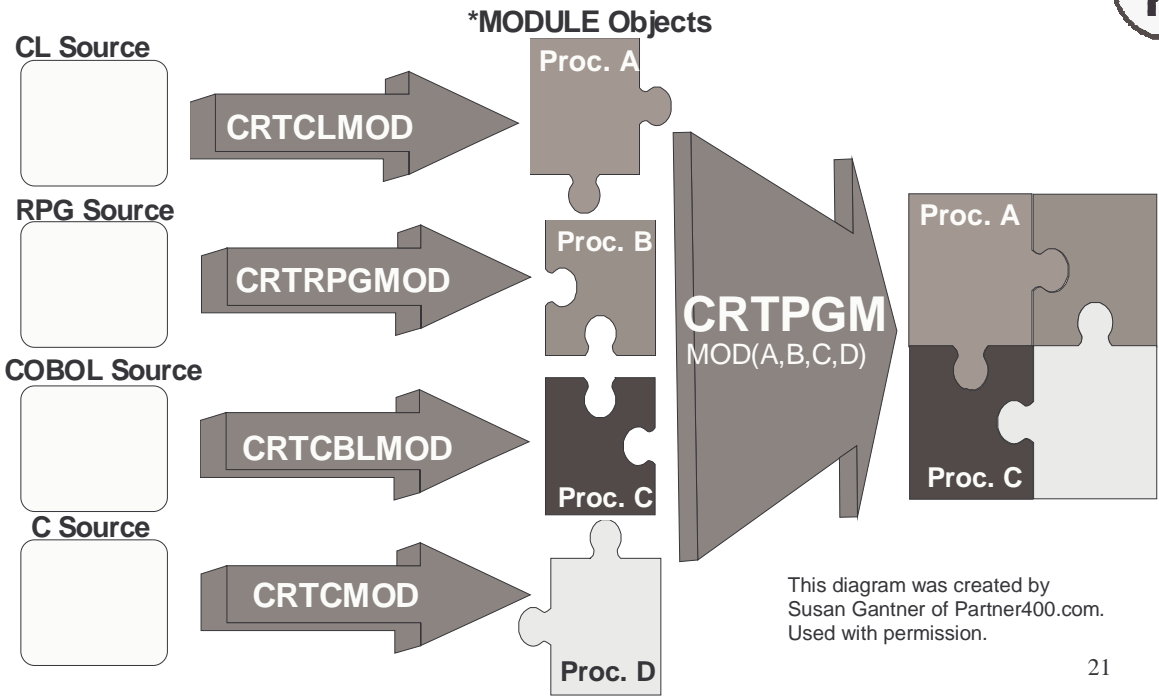 *MODULE Objects
CL Source
CRTCLMOD
Proc. A
RPG Source
CRTRPGMOD
Proc. B
COBOL Source
CRTCBLMOD
Proc. C
C Source
CRTCMOD
Proc. D
CRTPGM
MOD(A,B,C,D)
Proc. A
Proc. C
This diagram was created by
Susan Gantner of Partner400.com.
Used with permission.
21